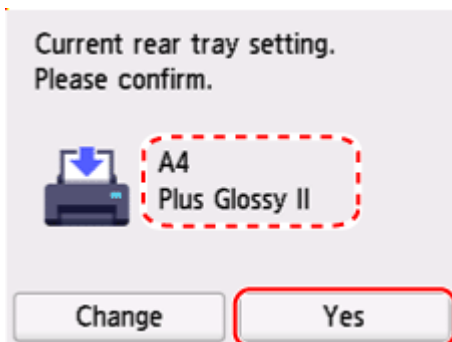 Current rear tray setting.
Please confirm.
A4
Plus Glossy II
Change
Yes